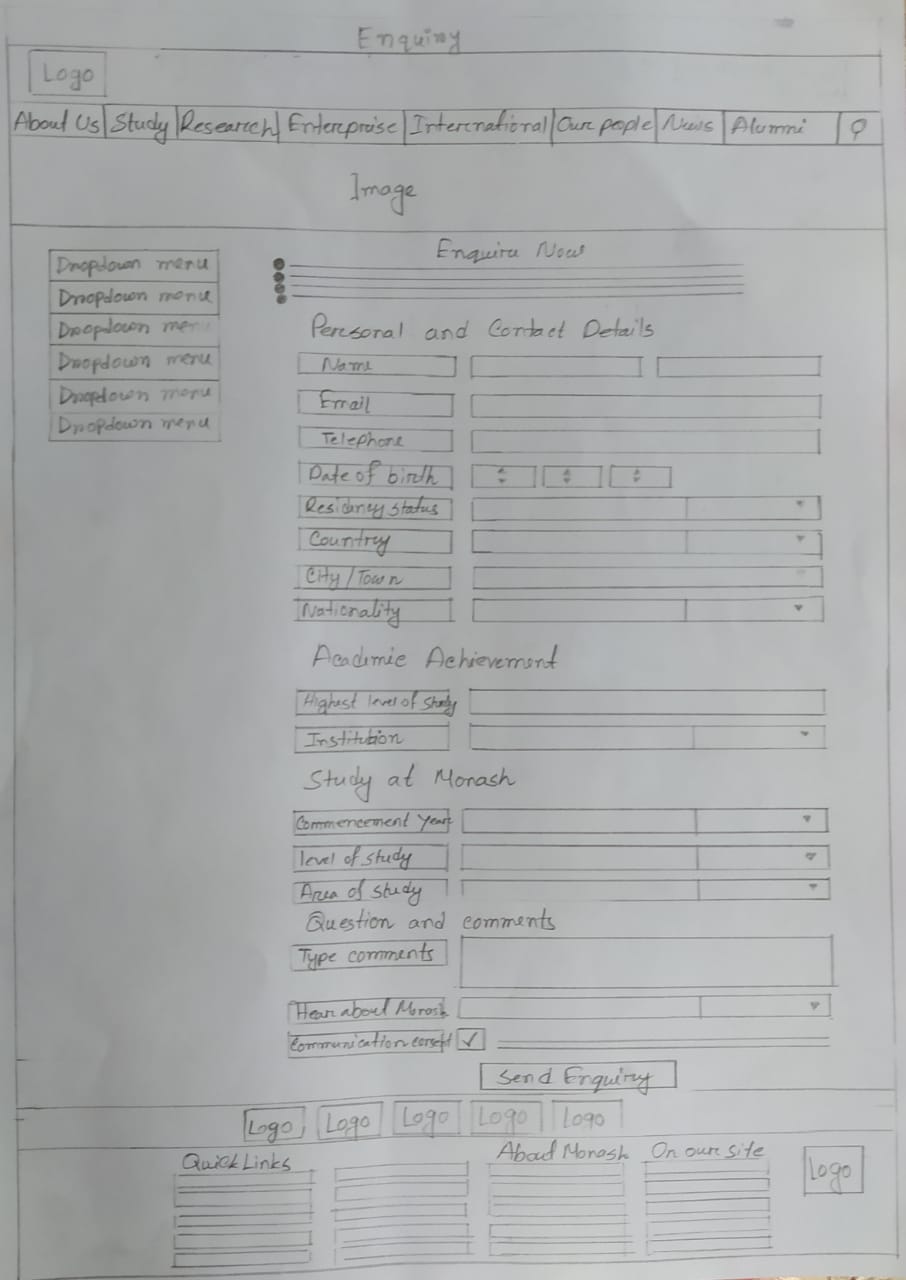 Enquiry
Logo
About Us Study Research Enterprise International Our people News Alumni
Image
Enquire Now
Dropdown menu
Dropdown menu
Dropdown menu
Dropdown menu
Dropdown menu
Dropdown menu
Personal and Contact Details
Name
Email
Telephone
Date of birth
Residency status
Country
City/Town
Nationality
Academic Achievement
Highest level of study
Institution
Study at Monash
Commencement Year
level of study
Area of study
Question and comments
Type comments
Hear about Monash
Communication consent
Send Enquiry
Logo Logo Logo Logo Logo
Quick Links About Monash On our site
Logo